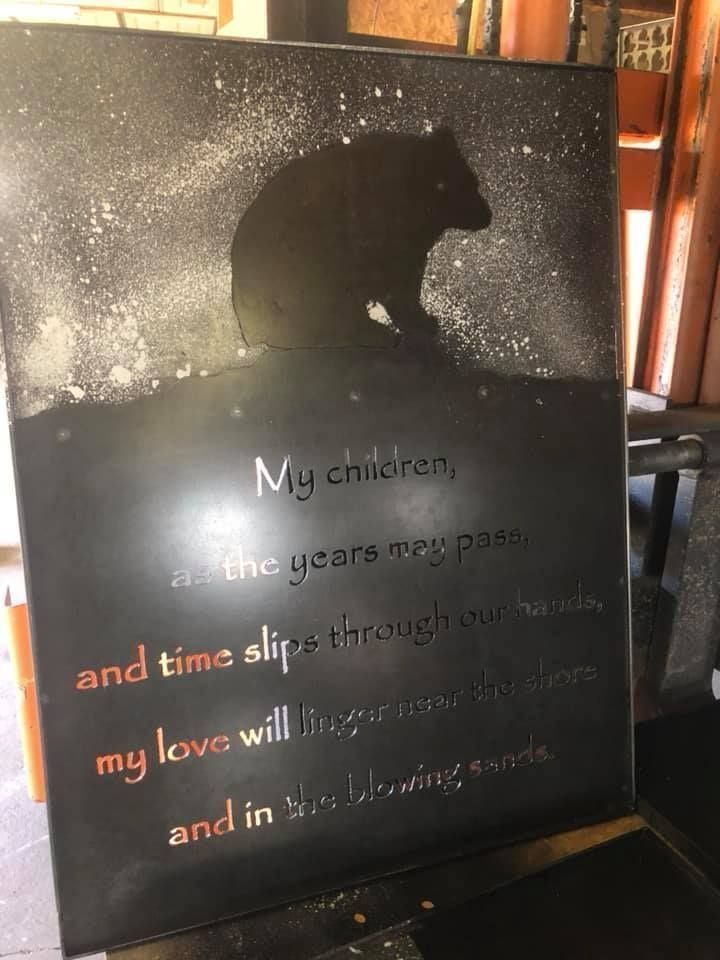 My children,
as the years may pass,
and time slips through our hands,
my love will linger near the shore
and in the blowing sands.